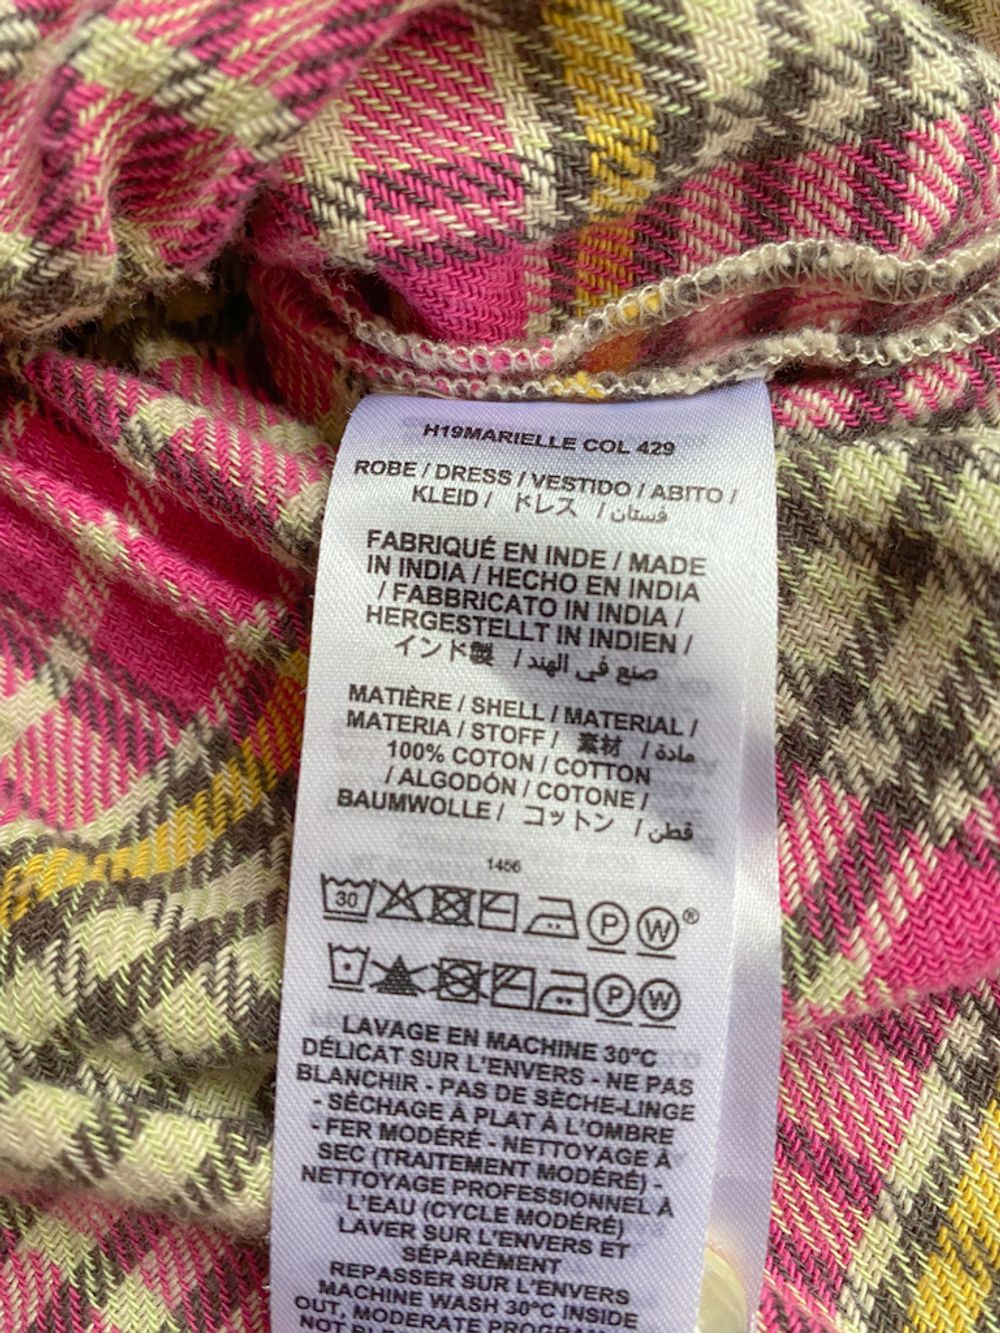 H19MARIELLE COL 429
ROBE / DRESS / VESTIDO / ABITO /
KLEID / ドレス / فستان
FABRIQUÉ EN INDE / MADE
IN INDIA / HECHO EN INDIA
/ FABBRICATO IN INDIA /
HERGESTELLT IN INDIEN /
インド製 / صنع في الهند
MATIÈRE / SHELL / MATERIAL /
MATERIA / STOFF / 素材 / مادة
100% COTON / COTTON
/ ALGODÓN / COTONE /
BAUMWOLLE / コットン / قطن
1456
30 P W®
P W
LAVAGE EN MACHINE 30°C
DÉLICAT SUR L'ENVERS - NE PAS
BLANCHIR - PAS DE SÈCHE-LINGE
- SÉCHAGE À PLAT À L'OMBRE
- FER MODÉRÉ - NETTOYAGE À
SEC (TRAITEMENT MODÉRÉ) -
NETTOYAGE PROFESSIONNEL À
L'EAU (CYCLE MODÉRÉ)
LAVER SUR L'ENVERS ET
SÉPARÉMENT
REPASSER SUR L'ENVERS
MACHINE WASH 30°C INSIDE
OUT, MODERATE PROGRAM